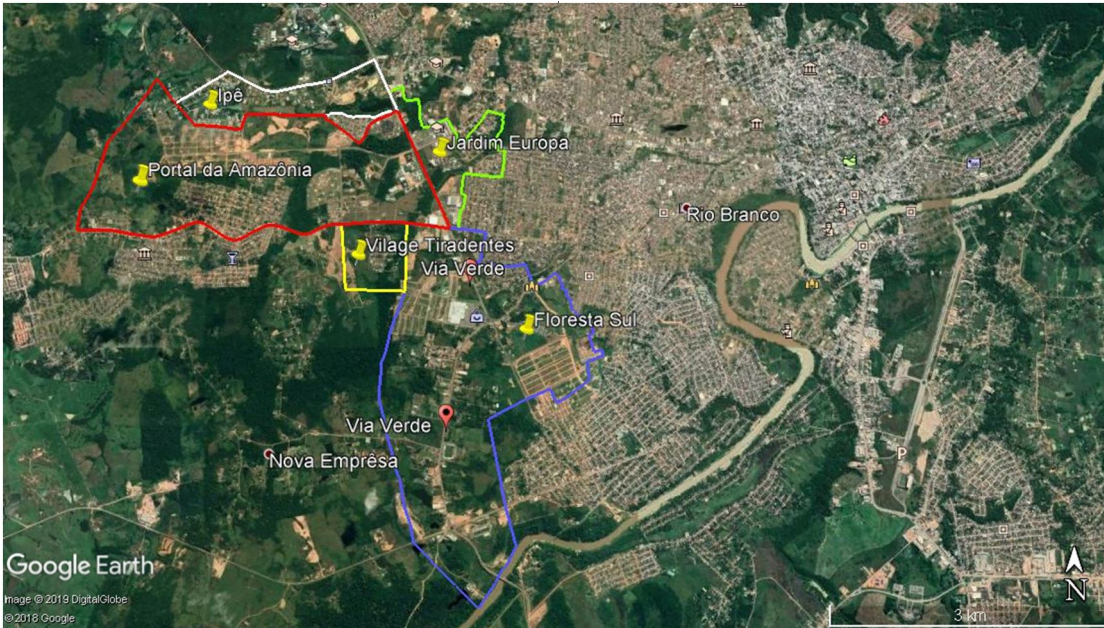 Ipê
Jardim Europa
Portal da Amazônia
Rio Branco
Vilage Tiradentes
Via Verde
Floresta Sul
Via Verde
Nova Emprêsa
P
Google Earth
Image © 2019 DigitalGlobe
© 2018 Google
N
3 km